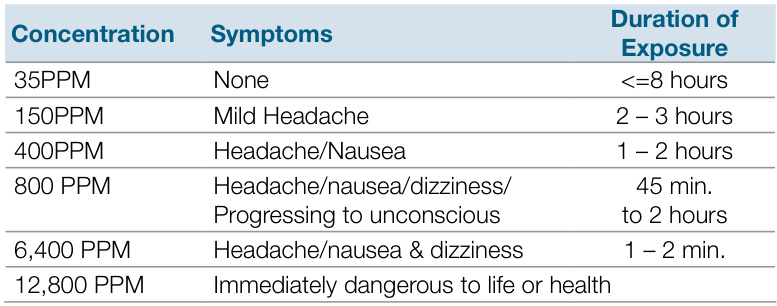 Concentration Symptoms Duration of
Exposure
35PPM None <=8 hours
150PPM Mild Headache 2 – 3 hours
400PPM Headache/Nausea 1 – 2 hours
800 PPM Headache/nausea/dizziness/ 45 min.
Progressing to unconscious to 2 hours
6,400 PPM Headache/nausea & dizziness 1 – 2 min.
12,800 PPM Immediately dangerous to life or health